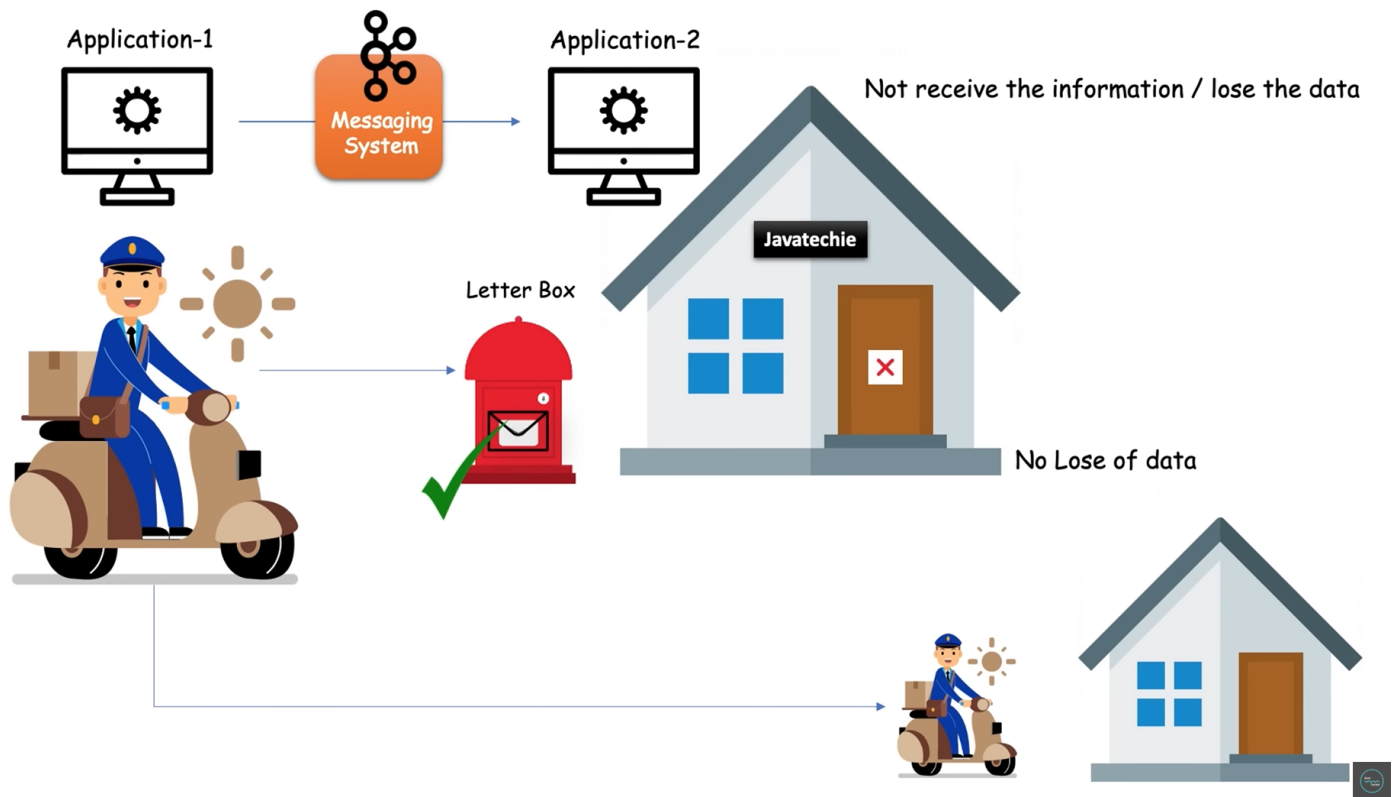 Application-1
Application-2
Messaging
System
Not receive the information / lose the data
Javatechie
Letter Box
No Lose of data